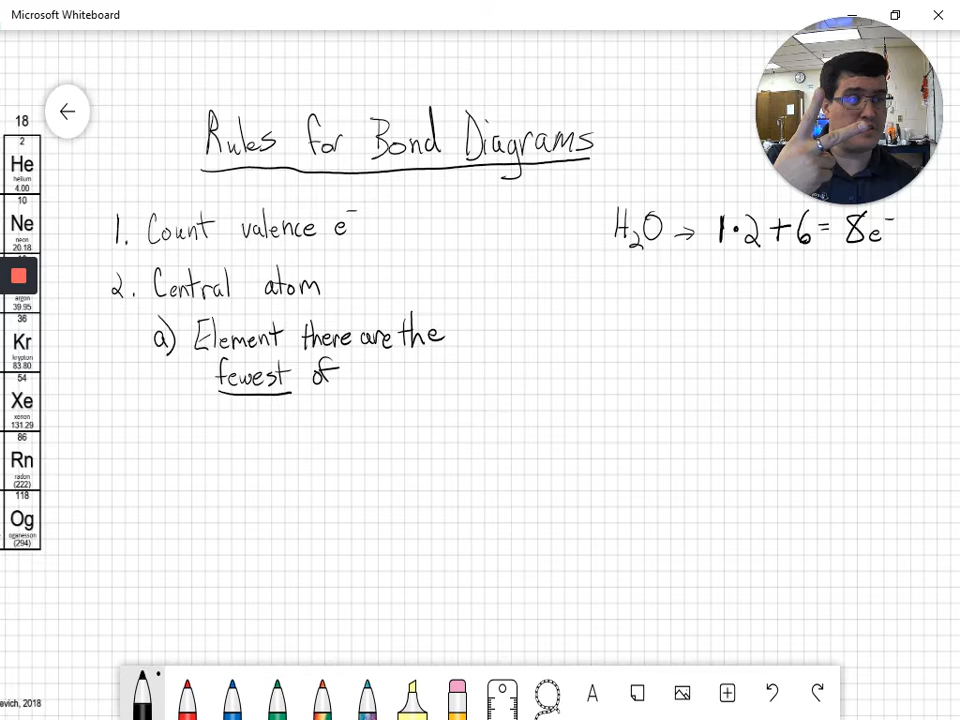 Microsoft Whiteboard
Rules for Bond Diagrams
1. Count valence e⁻
H₂O → 1·2 + 6 = 8e⁻
2. Central atom
a) Element there are the
fewest of
18
2
He
helium
4.00
10
Ne
neon
20.18
argon
39.95
36
Kr
krypton
83.80
54
Xe
xenon
131.29
86
Rn
radon
(222)
118
Og
oganesson
(294)
evich, 2018